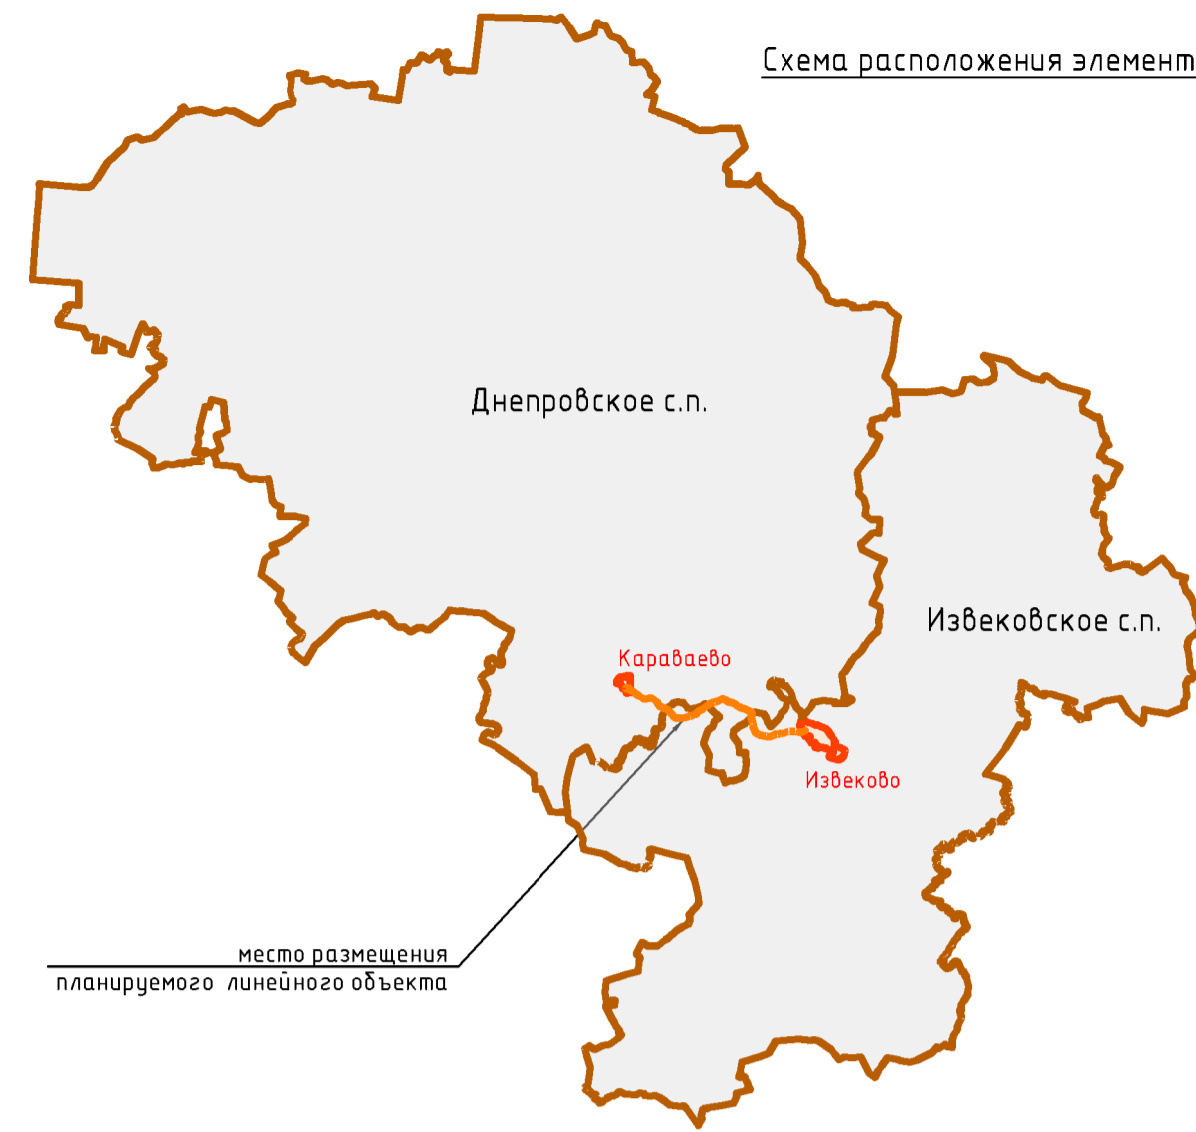 Схема расположения элемент
Днепровское с.п.
Извековское с.п.
Караваево
Извеково
место размещения
планируемого линейного объекта